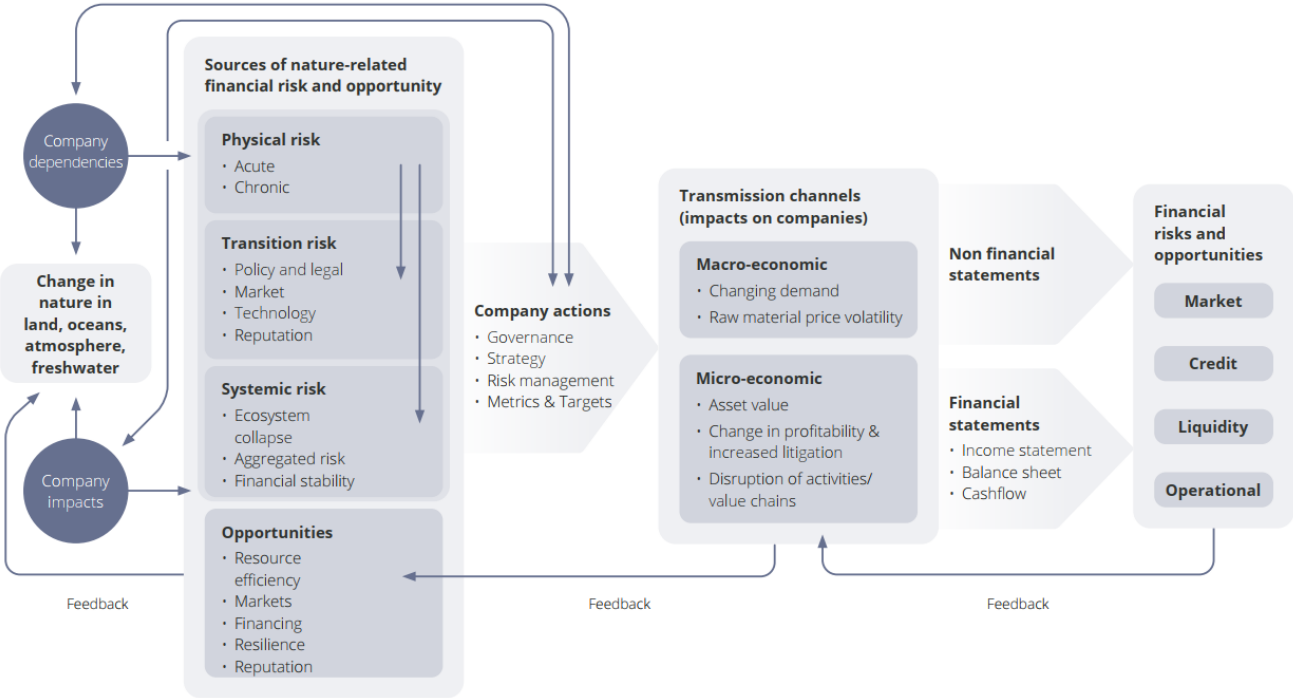 Company
dependencies
Change in
nature in
land, oceans,
atmosphere,
freshwater
Company
impacts
Feedback
Sources of nature-related
financial risk and opportunity
Physical risk
• Acute
• Chronic
Transition risk
• Policy and legal
• Market
• Technology
• Reputation
Systemic risk
• Ecosystem
collapse
• Aggregated risk
• Financial stability
Opportunities
• Resource
efficiency
• Markets
• Financing
• Resilience
• Reputation
Company actions
• Governance
• Strategy
• Risk management
• Metrics & Targets
Feedback
Transmission channels
(impacts on companies)
Macro-economic
• Changing demand
• Raw material price volatility
Micro-economic
• Asset value
• Change in profitability &
increased litigation
• Disruption of activities/
value chains
Non financial
statements
Financial
statements
• Income statement
• Balance sheet
• Cashflow
Feedback
Financial
risks and
opportunities
Market
Credit
Liquidity
Operational